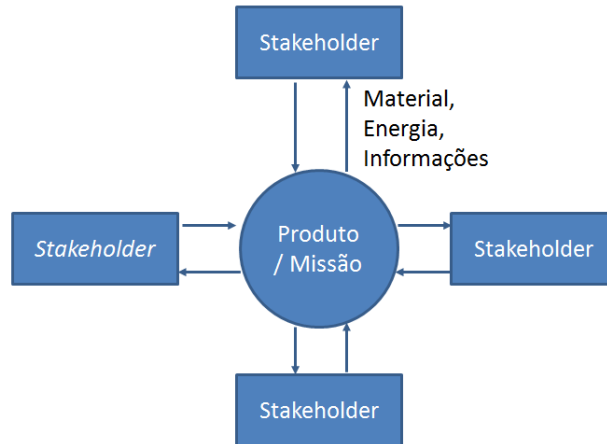 Stakeholder
Material,
Energia,
Informações
Stakeholder
Produto
/ Missão
Stakeholder
Stakeholder